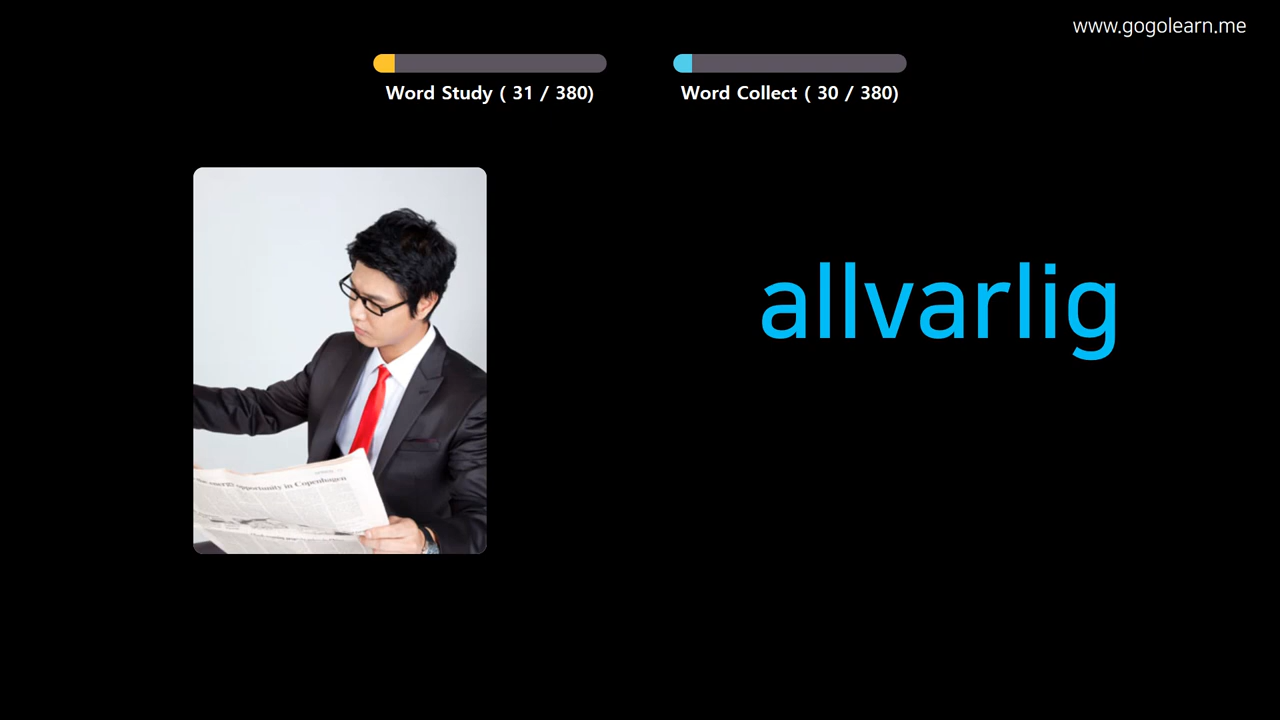 www.gogolearn.me
Word Study ( 31 / 380)
Word Collect ( 30 / 380)
allvarlig
opportunity in Copenhagen